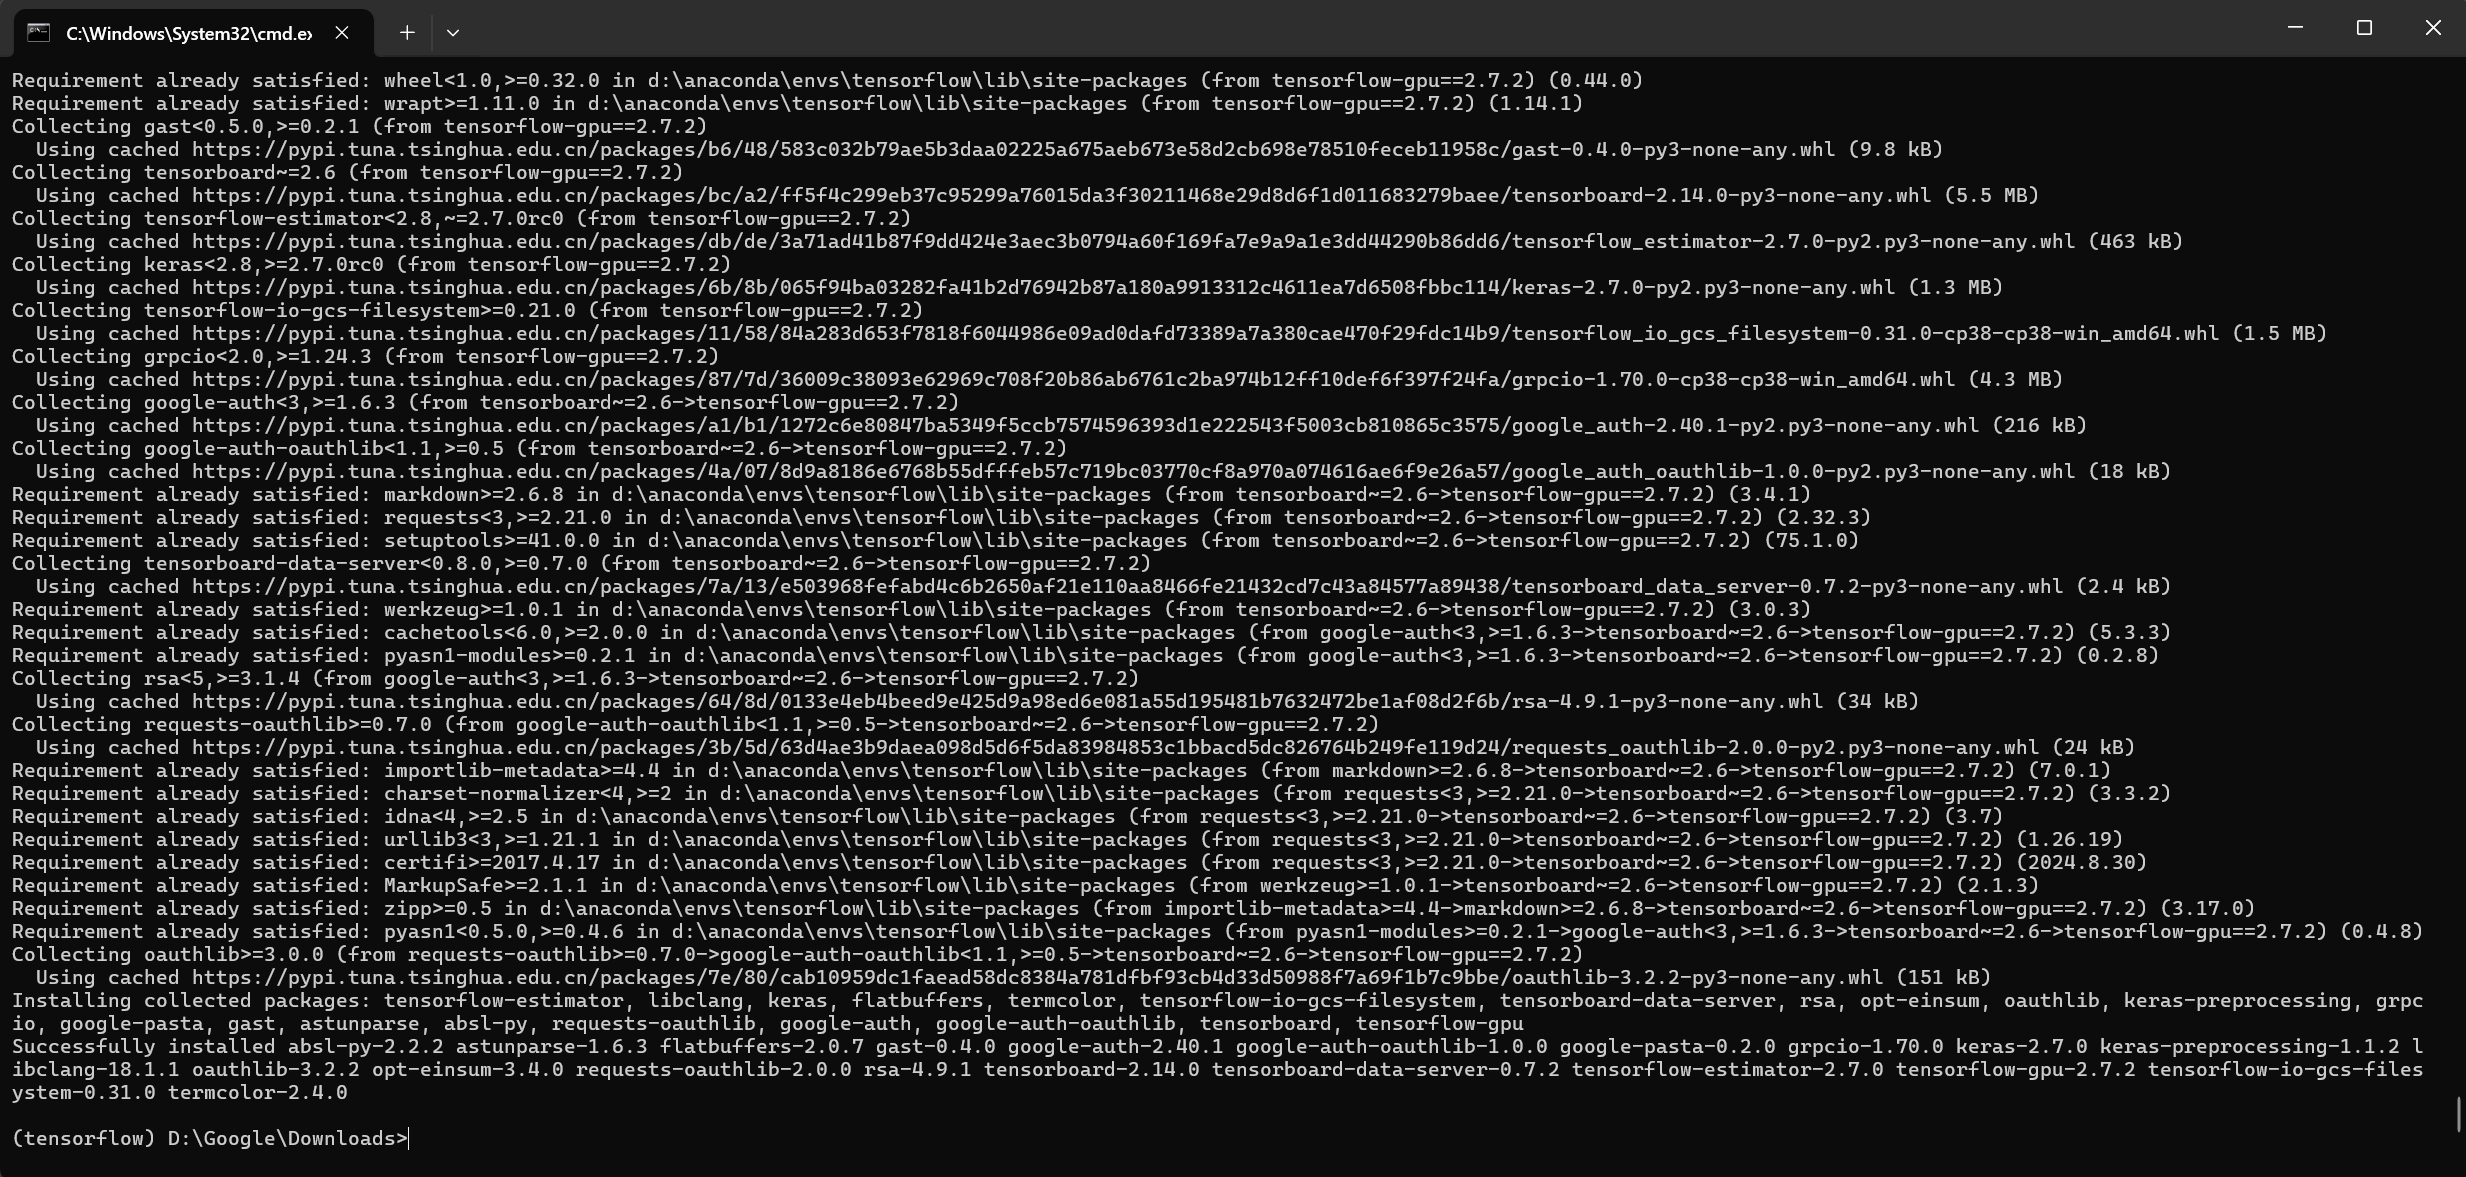 C:\Windows\System32\cmd.ex
Requirement already satisfied: wheel<1.0,>=0.32.0 in d:\anaconda\envs\tensorflow\lib\site-packages (from tensorflow-gpu==2.7.2) (0.44.0)
Requirement already satisfied: wrapt>=1.11.0 in d:\anaconda\envs\tensorflow\lib\site-packages (from tensorflow-gpu==2.7.2) (1.14.1)
Collecting gast<0.5.0,>=0.2.1 (from tensorflow-gpu==2.7.2)
  Using cached https://pypi.tuna.tsinghua.edu.cn/packages/b6/48/583c032b79ae5b3daa02225a675aeb673e58d2cb698e78510feceb11958c/gast-0.4.0-py3-none-any.whl (9.8 kB)
Collecting tensorboard~=2.6 (from tensorflow-gpu==2.7.2)
  Using cached https://pypi.tuna.tsinghua.edu.cn/packages/bc/a2/ff5f4c299eb37c95299a76015da3f30211468e29d8d6f1d011683279baee/tensorboard-2.14.0-py3-none-any.whl (5.5 MB)
Collecting tensorflow-estimator<2.8,~=2.7.0rc0 (from tensorflow-gpu==2.7.2)
  Using cached https://pypi.tuna.tsinghua.edu.cn/packages/db/de/3a71ad41b87f9dd424e3aec3b0794a60f169fa7e9a9a1e3dd44290b86dd6/tensorflow_estimator-2.7.0-py2.py3-none-any.whl (463 kB)
Collecting keras<2.8,>=2.7.0rc0 (from tensorflow-gpu==2.7.2)
  Using cached https://pypi.tuna.tsinghua.edu.cn/packages/6b/8b/065f94ba03282fa41b2d76942b87a180a9913312c4611ea7d6508fbbc114/keras-2.7.0-py2.py3-none-any.whl (1.3 MB)
Collecting tensorflow-io-gcs-filesystem>=0.21.0 (from tensorflow-gpu==2.7.2)
  Using cached https://pypi.tuna.tsinghua.edu.cn/packages/11/58/84a283d653f7818f6044986e09ad0dafd73389a7a380cae470f29fdc14b9/tensorflow_io_gcs_filesystem-0.31.0-cp38-cp38-win_amd64.whl (1.5 MB)
Collecting grpcio<2.0,>=1.24.3 (from tensorflow-gpu==2.7.2)
  Using cached https://pypi.tuna.tsinghua.edu.cn/packages/87/7d/36009c38093e62969c708f20b86ab6761c2ba974b12ff10def6f397f24fa/grpcio-1.70.0-cp38-cp38-win_amd64.whl (4.3 MB)
Collecting google-auth<3,>=1.6.3 (from tensorboard~=2.6->tensorflow-gpu==2.7.2)
  Using cached https://pypi.tuna.tsinghua.edu.cn/packages/a1/b1/1272c6e80847ba5349f5ccb7574596393d1e222543f5003cb810865c3575/google_auth-2.40.1-py2.py3-none-any.whl (216 kB)
Collecting google-auth-oauthlib<1.1,>=0.5 (from tensorboard~=2.6->tensorflow-gpu==2.7.2)
  Using cached https://pypi.tuna.tsinghua.edu.cn/packages/4a/07/8d9a8186e6768b55dfffeb57c719bc03770cf8a970a074616ae6f9e26a57/google_auth_oauthlib-1.0.0-py2.py3-none-any.whl (18 kB)
Requirement already satisfied: markdown>=2.6.8 in d:\anaconda\envs\tensorflow\lib\site-packages (from tensorboard~=2.6->tensorflow-gpu==2.7.2) (3.4.1)
Requirement already satisfied: requests<3,>=2.21.0 in d:\anaconda\envs\tensorflow\lib\site-packages (from tensorboard~=2.6->tensorflow-gpu==2.7.2) (2.32.3)
Requirement already satisfied: setuptools>=41.0.0 in d:\anaconda\envs\tensorflow\lib\site-packages (from tensorboard~=2.6->tensorflow-gpu==2.7.2) (75.1.0)
Collecting tensorboard-data-server<0.8.0,>=0.7.0 (from tensorboard~=2.6->tensorflow-gpu==2.7.2)
  Using cached https://pypi.tuna.tsinghua.edu.cn/packages/7a/13/e503968fefabd4c6b2650af21e110aa8466fe21432cd7c43a84577a89438/tensorboard_data_server-0.7.2-py3-none-any.whl (2.4 kB)
Requirement already satisfied: werkzeug>=1.0.1 in d:\anaconda\envs\tensorflow\lib\site-packages (from tensorboard~=2.6->tensorflow-gpu==2.7.2) (3.0.3)
Requirement already satisfied: cachetools<6.0,>=2.0.0 in d:\anaconda\envs\tensorflow\lib\site-packages (from google-auth<3,>=1.6.3->tensorboard~=2.6->tensorflow-gpu==2.7.2) (5.3.3)
Requirement already satisfied: pyasn1-modules>=0.2.1 in d:\anaconda\envs\tensorflow\lib\site-packages (from google-auth<3,>=1.6.3->tensorboard~=2.6->tensorflow-gpu==2.7.2) (0.2.8)
Collecting rsa<5,>=3.1.4 (from google-auth<3,>=1.6.3->tensorboard~=2.6->tensorflow-gpu==2.7.2)
  Using cached https://pypi.tuna.tsinghua.edu.cn/packages/64/8d/0133e4eb4beed9e425d9a98ed6e081a55d195481b7632472be1af08d2f6b/rsa-4.9.1-py3-none-any.whl (34 kB)
Collecting requests-oauthlib>=0.7.0 (from google-auth-oauthlib<1.1,>=0.5->tensorboard~=2.6->tensorflow-gpu==2.7.2)
  Using cached https://pypi.tuna.tsinghua.edu.cn/packages/3b/5d/63d4ae3b9daea098d5d6f5da83984853c1bbacd5dc826764b249fe119d24/requests_oauthlib-2.0.0-py2.py3-none-any.whl (24 kB)
Requirement already satisfied: importlib-metadata>=4.4 in d:\anaconda\envs\tensorflow\lib\site-packages (from markdown>=2.6.8->tensorboard~=2.6->tensorflow-gpu==2.7.2) (7.0.1)
Requirement already satisfied: charset-normalizer<4,>=2 in d:\anaconda\envs\tensorflow\lib\site-packages (from requests<3,>=2.21.0->tensorboard~=2.6->tensorflow-gpu==2.7.2) (3.3.2)
Requirement already satisfied: idna<4,>=2.5 in d:\anaconda\envs\tensorflow\lib\site-packages (from requests<3,>=2.21.0->tensorboard~=2.6->tensorflow-gpu==2.7.2) (3.7)
Requirement already satisfied: urllib3<3,>=1.21.1 in d:\anaconda\envs\tensorflow\lib\site-packages (from requests<3,>=2.21.0->tensorboard~=2.6->tensorflow-gpu==2.7.2) (1.26.19)
Requirement already satisfied: certifi>=2017.4.17 in d:\anaconda\envs\tensorflow\lib\site-packages (from requests<3,>=2.21.0->tensorboard~=2.6->tensorflow-gpu==2.7.2) (2024.8.30)
Requirement already satisfied: MarkupSafe>=2.1.1 in d:\anaconda\envs\tensorflow\lib\site-packages (from werkzeug>=1.0.1->tensorboard~=2.6->tensorflow-gpu==2.7.2) (2.1.3)
Requirement already satisfied: zipp>=0.5 in d:\anaconda\envs\tensorflow\lib\site-packages (from importlib-metadata>=4.4->markdown>=2.6.8->tensorboard~=2.6->tensorflow-gpu==2.7.2) (3.17.0)
Requirement already satisfied: pyasn1<0.5.0,>=0.4.6 in d:\anaconda\envs\tensorflow\lib\site-packages (from pyasn1-modules>=0.2.1->google-auth<3,>=1.6.3->tensorboard~=2.6->tensorflow-gpu==2.7.2) (0.4.8)
Collecting oauthlib>=3.0.0 (from requests-oauthlib>=0.7.0->google-auth-oauthlib<1.1,>=0.5->tensorboard~=2.6->tensorflow-gpu==2.7.2)
  Using cached https://pypi.tuna.tsinghua.edu.cn/packages/7e/80/cab10959dc1faead58dc8384a781dfbf93cb4d33d50988f7a69f1b7c9bbe/oauthlib-3.2.2-py3-none-any.whl (151 kB)
Installing collected packages: tensorflow-estimator, libclang, keras, flatbuffers, termcolor, tensorflow-io-gcs-filesystem, tensorboard-data-server, rsa, opt-einsum, oauthlib, keras-preprocessing, grpc
io, google-pasta, gast, astunparse, absl-py, requests-oauthlib, google-auth, google-auth-oauthlib, tensorboard, tensorflow-gpu
Successfully installed absl-py-2.2.2 astunparse-1.6.3 flatbuffers-2.0.7 gast-0.4.0 google-auth-2.40.1 google-auth-oauthlib-1.0.0 google-pasta-0.2.0 grpcio-1.70.0 keras-2.7.0 keras-preprocessing-1.1.2 l
ibclang-18.1.1 oauthlib-3.2.2 opt-einsum-3.4.0 requests-oauthlib-2.0.0 rsa-4.9.1 tensorboard-2.14.0 tensorboard-data-server-0.7.2 tensorflow-estimator-2.7.0 tensorflow-gpu-2.7.2 tensorflow-io-gcs-files
ystem-0.31.0 termcolor-2.4.0
(tensorflow) D:\Google\Downloads>